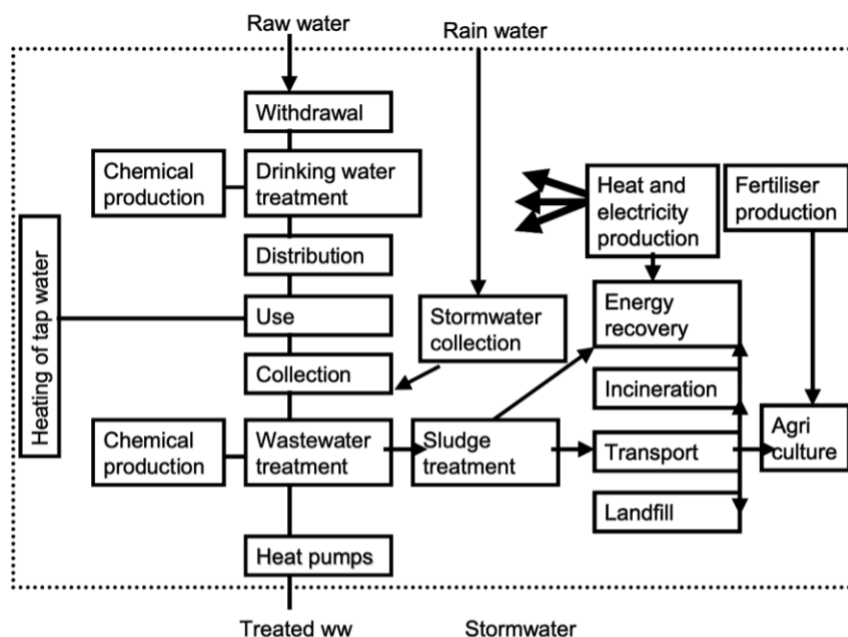 Raw water
Rain water
Withdrawal
Chemical
production
Drinking water
treatment
Heat and
electricity
production
Fertiliser
production
Distribution
Heating of tap water
Use
Stormwater
collection
Energy
recovery
Collection
Incineration
Chemical
production
Wastewater
treatment
Sludge
treatment
Transport
Agri
culture
Landfill
Heat pumps
Treated ww
Stormwater